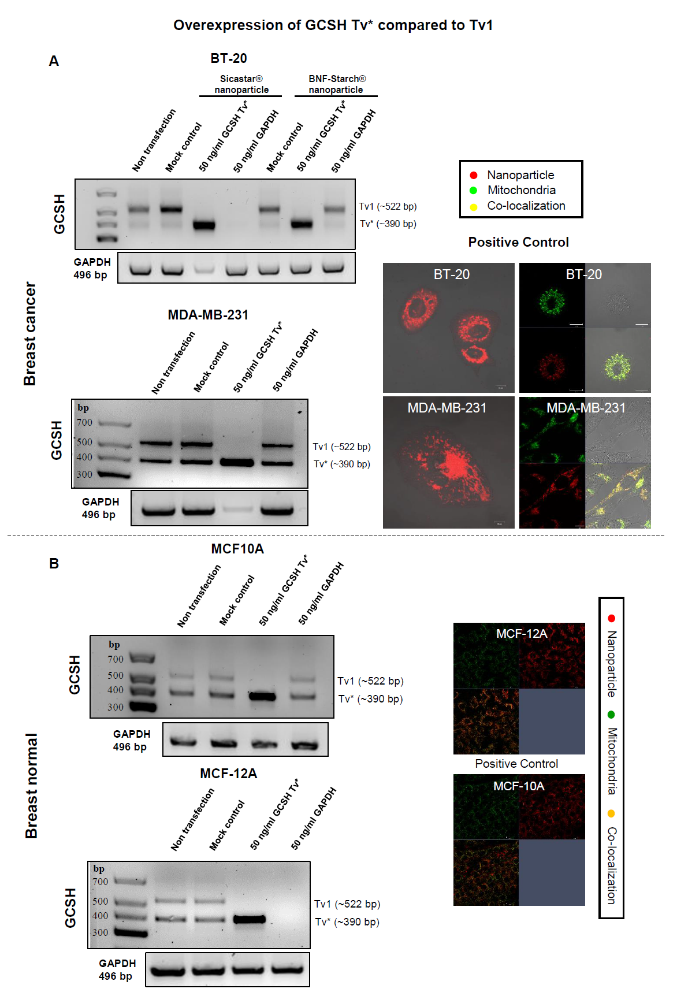 Overexpression of GCSH Tv* compared to Tv1
A
BT-20
Sicastar®
nanoparticle
BNF-Starch®
nanoparticle
Non transfection
Mock control
50 ng/ml GCSH Tv*
50 ng/ml GAPDH
Mock control
50 ng/ml GCSH Tv*
50 ng/ml GAPDH
GCSH
Tv1 (~522 bp)
Tv* (~390 bp)
GAPDH
496 bp
Nanoparticle
Mitochondria
Co-localization
Positive Control
BT-20
BT-20
MDA-MB-231
MDA-MB-231
Breast cancer
MDA-MB-231
Non transfection
Mock control
50 ng/ml GCSH Tv*
50 ng/ml GAPDH
GCSH
bp
700
500
400
300
Tv1 (~522 bp)
Tv* (~390 bp)
GAPDH
496 bp
B
MCF10A
Non transfection
Mock control
50 ng/ml GCSH Tv*
50 ng/ml GAPDH
GCSH
bp
700
500
400
300
Tv1 (~522 bp)
Tv* (~390 bp)
GAPDH
496 bp
Breast normal
MCF-12A
Non transfection
Mock control
50 ng/ml GCSH Tv*
50 ng/ml GAPDH
GCSH
bp
700
500
400
300
Tv1 (~522 bp)
Tv* (~390 bp)
GAPDH
496 bp
MCF-12A
Positive Control
MCF-10A
Nanoparticle
Mitochondria
Co-localization